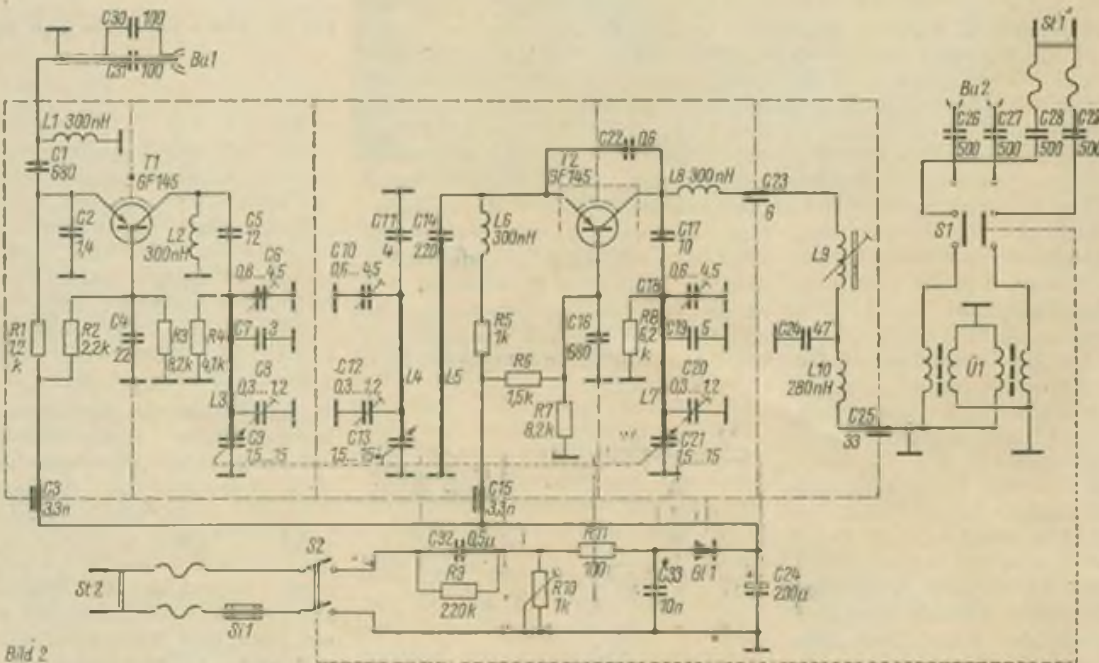 C30 100
C31 100
Bu1
St1
Bu2
C26
500
C27
500
C28
500
C22
500
L1 300nH
C1
680
T1
GF145
C2
1,4
L2
300nH
C5
12
C6
0,6...4,5
C10
0,6...4,5
C11
4
C14
220
L6
300nH
C22 0,6
T2
GF145
L8 300nH
C23
6
C17
10
C18
0,6...4,5
L9
S1
R1
1,2
k
R2
2,2k
C4
22
R3
8,2k
R4
4,1k
C7 3
C8
0,3...1,2
L3
C9
1,5...15
C12
0,3...1,2
C13
1,5...15
L4
L5
R5
1k
R6
1,5k
C16
680
R7
8,2k
R8
6,2
k
C19 5
C20
0,3...1,2
L7
C21
1,5...15
C24 47
L10
280nH
C25
33
Ü1
C3
3,3n
C15
3,3n
St2
S2
Si1
C32 0,5μ
R9
220k
R10
1k
R11
100
C33
10n
Gl1
C24
200μ
Bild 2